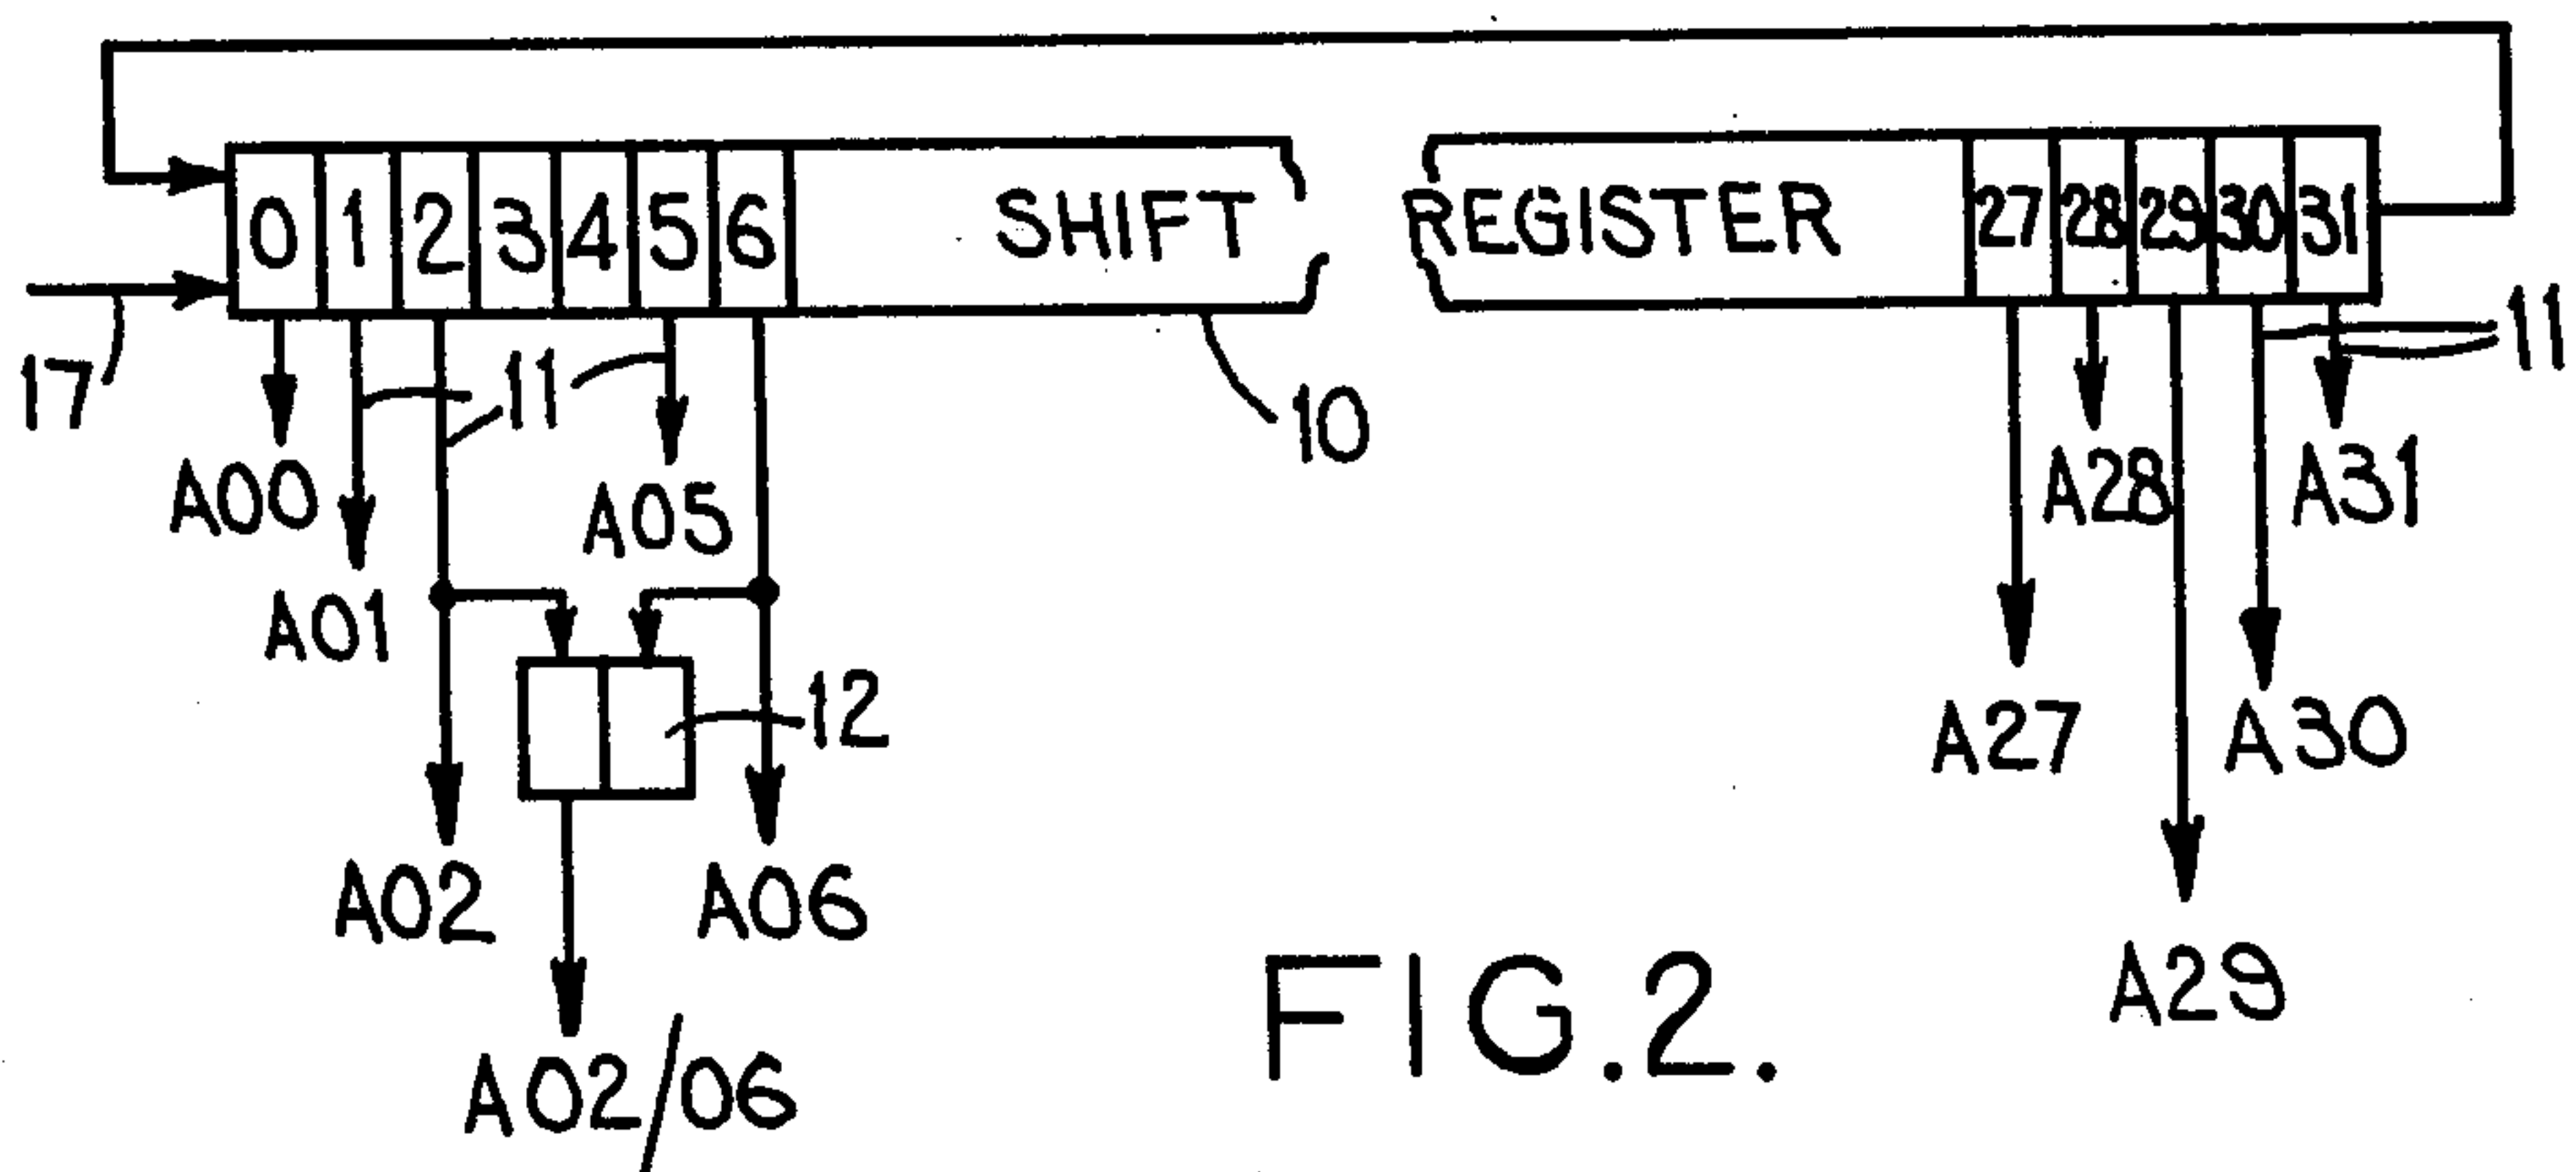 0 1 2 3 4 5 6 SHIFT REGISTER 27 28 29 30 31
17 11 10 11
A00 A05 A28 A31
A01
12
A27 A30
A02 A06
A29
A02/06
FIG.2.